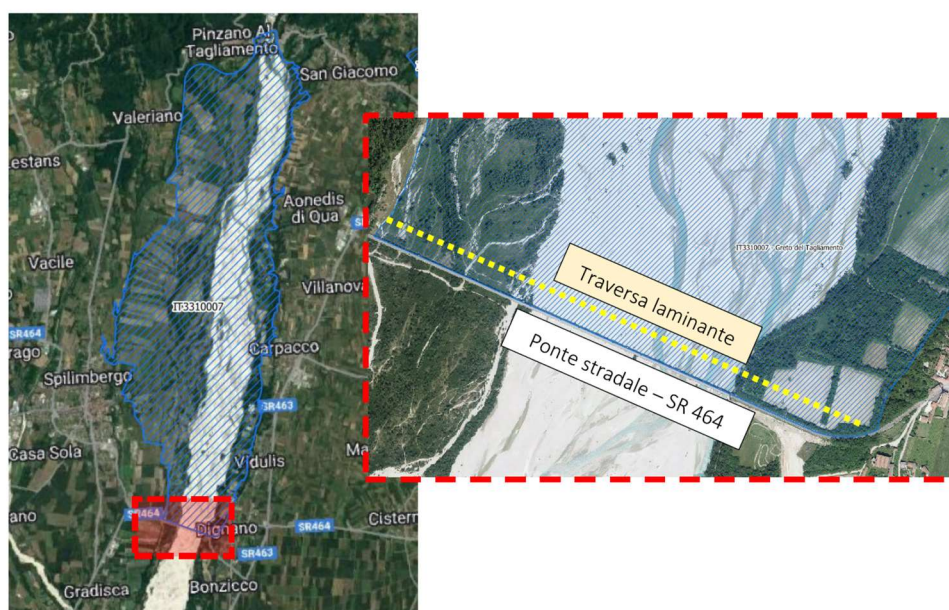 Pinzano Al
Tagliamento
San Giacomo
Valeriano
estans
Aonedis
di Qua
Vacile
Villanova
IT3310007
SR464
rago
Carpacco
Spilimbergo
SR463
Casa Sola
Vidulis
Ma
SR464
ano
Dignano
SR464
Cistern
SR463
Gradisca
Bonzicco
IT3310007 - Greto del Tagliamento
Traversa laminante
Ponte stradale – SR 464